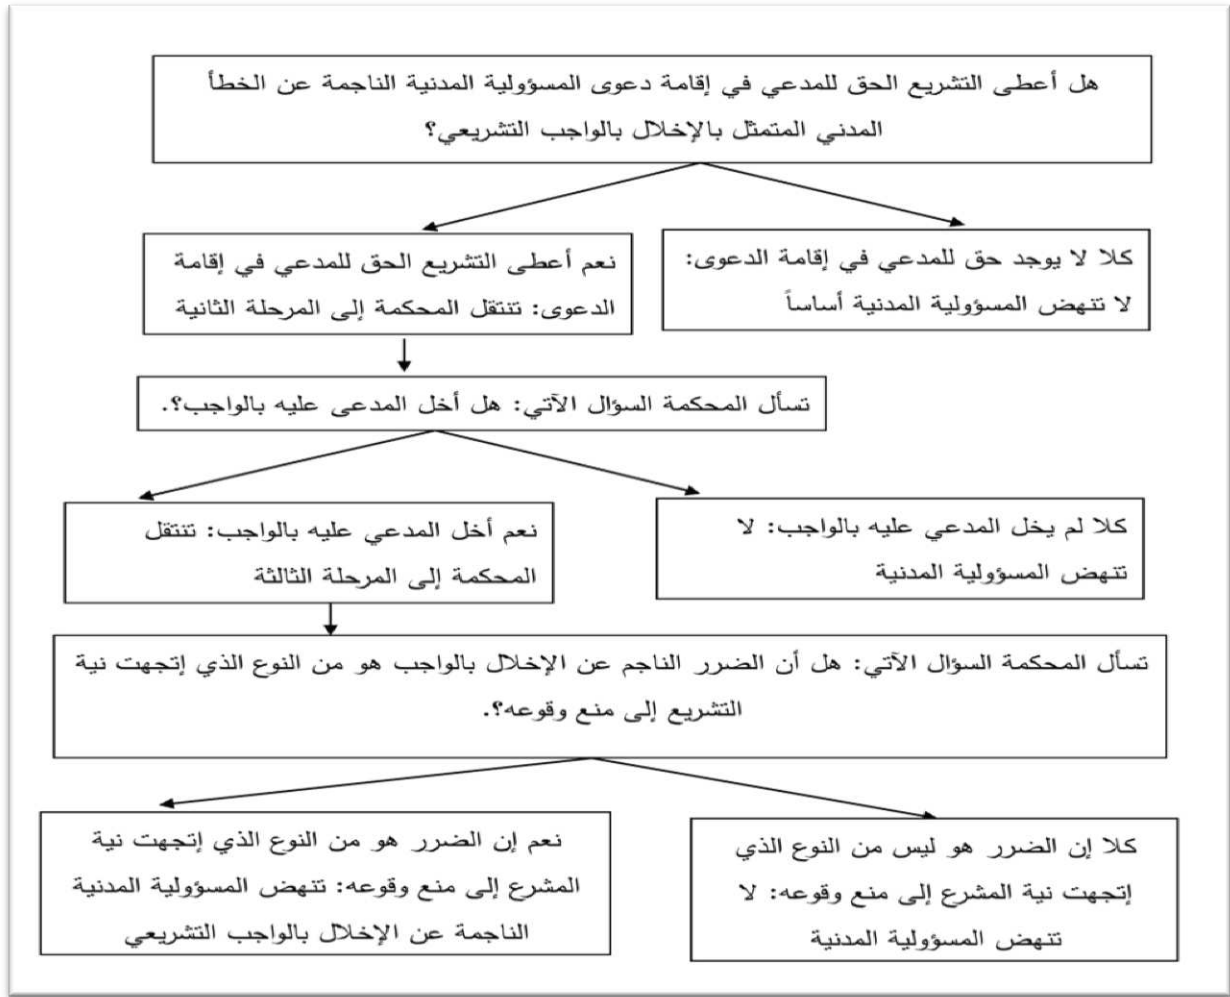 هل أعطى التشريع الحق للمدعي في إقامة دعوى المسؤولية المدنية الناجمة عن الخطأ
المدني المتمثل بالإخلال بالواجب التشريعي؟
كلا لا يوجد حق للمدعي في إقامة الدعوى:
لا تنهض المسؤولية المدنية أساساً
نعم أعطى التشريع الحق للمدعي في إقامة
الدعوى: تنتقل المحكمة إلى المرحلة الثانية
تسأل المحكمة السؤال الآتي: هل أخل المدعى عليه بالواجب؟.
كلا لم يخل المدعي عليه بالواجب: لا
تنهض المسؤولية المدنية
نعم أخل المدعي عليه بالواجب: تنتقل
المحكمة إلى المرحلة الثالثة
تسأل المحكمة السؤال الآتي: هل أن الضرر الناجم عن الإخلال بالواجب هو من النوع الذي إتجهت نية
التشريع إلى منع وقوعه؟.
كلا إن الضرر هو ليس من النوع الذي
إتجهت نية المشرع إلى منع وقوعه: لا
تنهض المسؤولية المدنية
نعم إن الضرر هو من النوع الذي إتجهت نية
المشرع إلى منع وقوعه: تنهض المسؤولية المدنية
الناجمة عن الإخلال بالواجب التشريعي